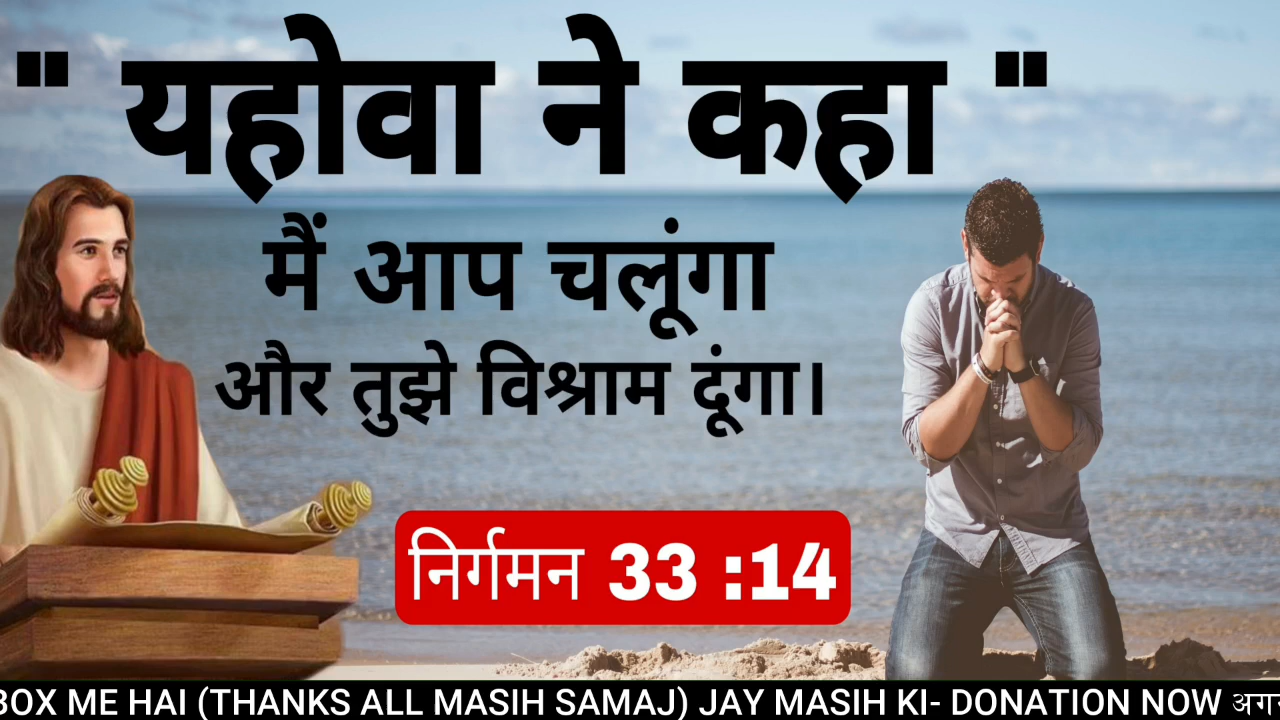 " यहोवा ने कहा "
मैं आप चलूंगा
और तुझे विश्राम दूंगा।
निर्गमन 33 :14
BOX ME HAI (THANKS ALL MASIH SAMAJ) JAY MASIH KI- DONATION NOW